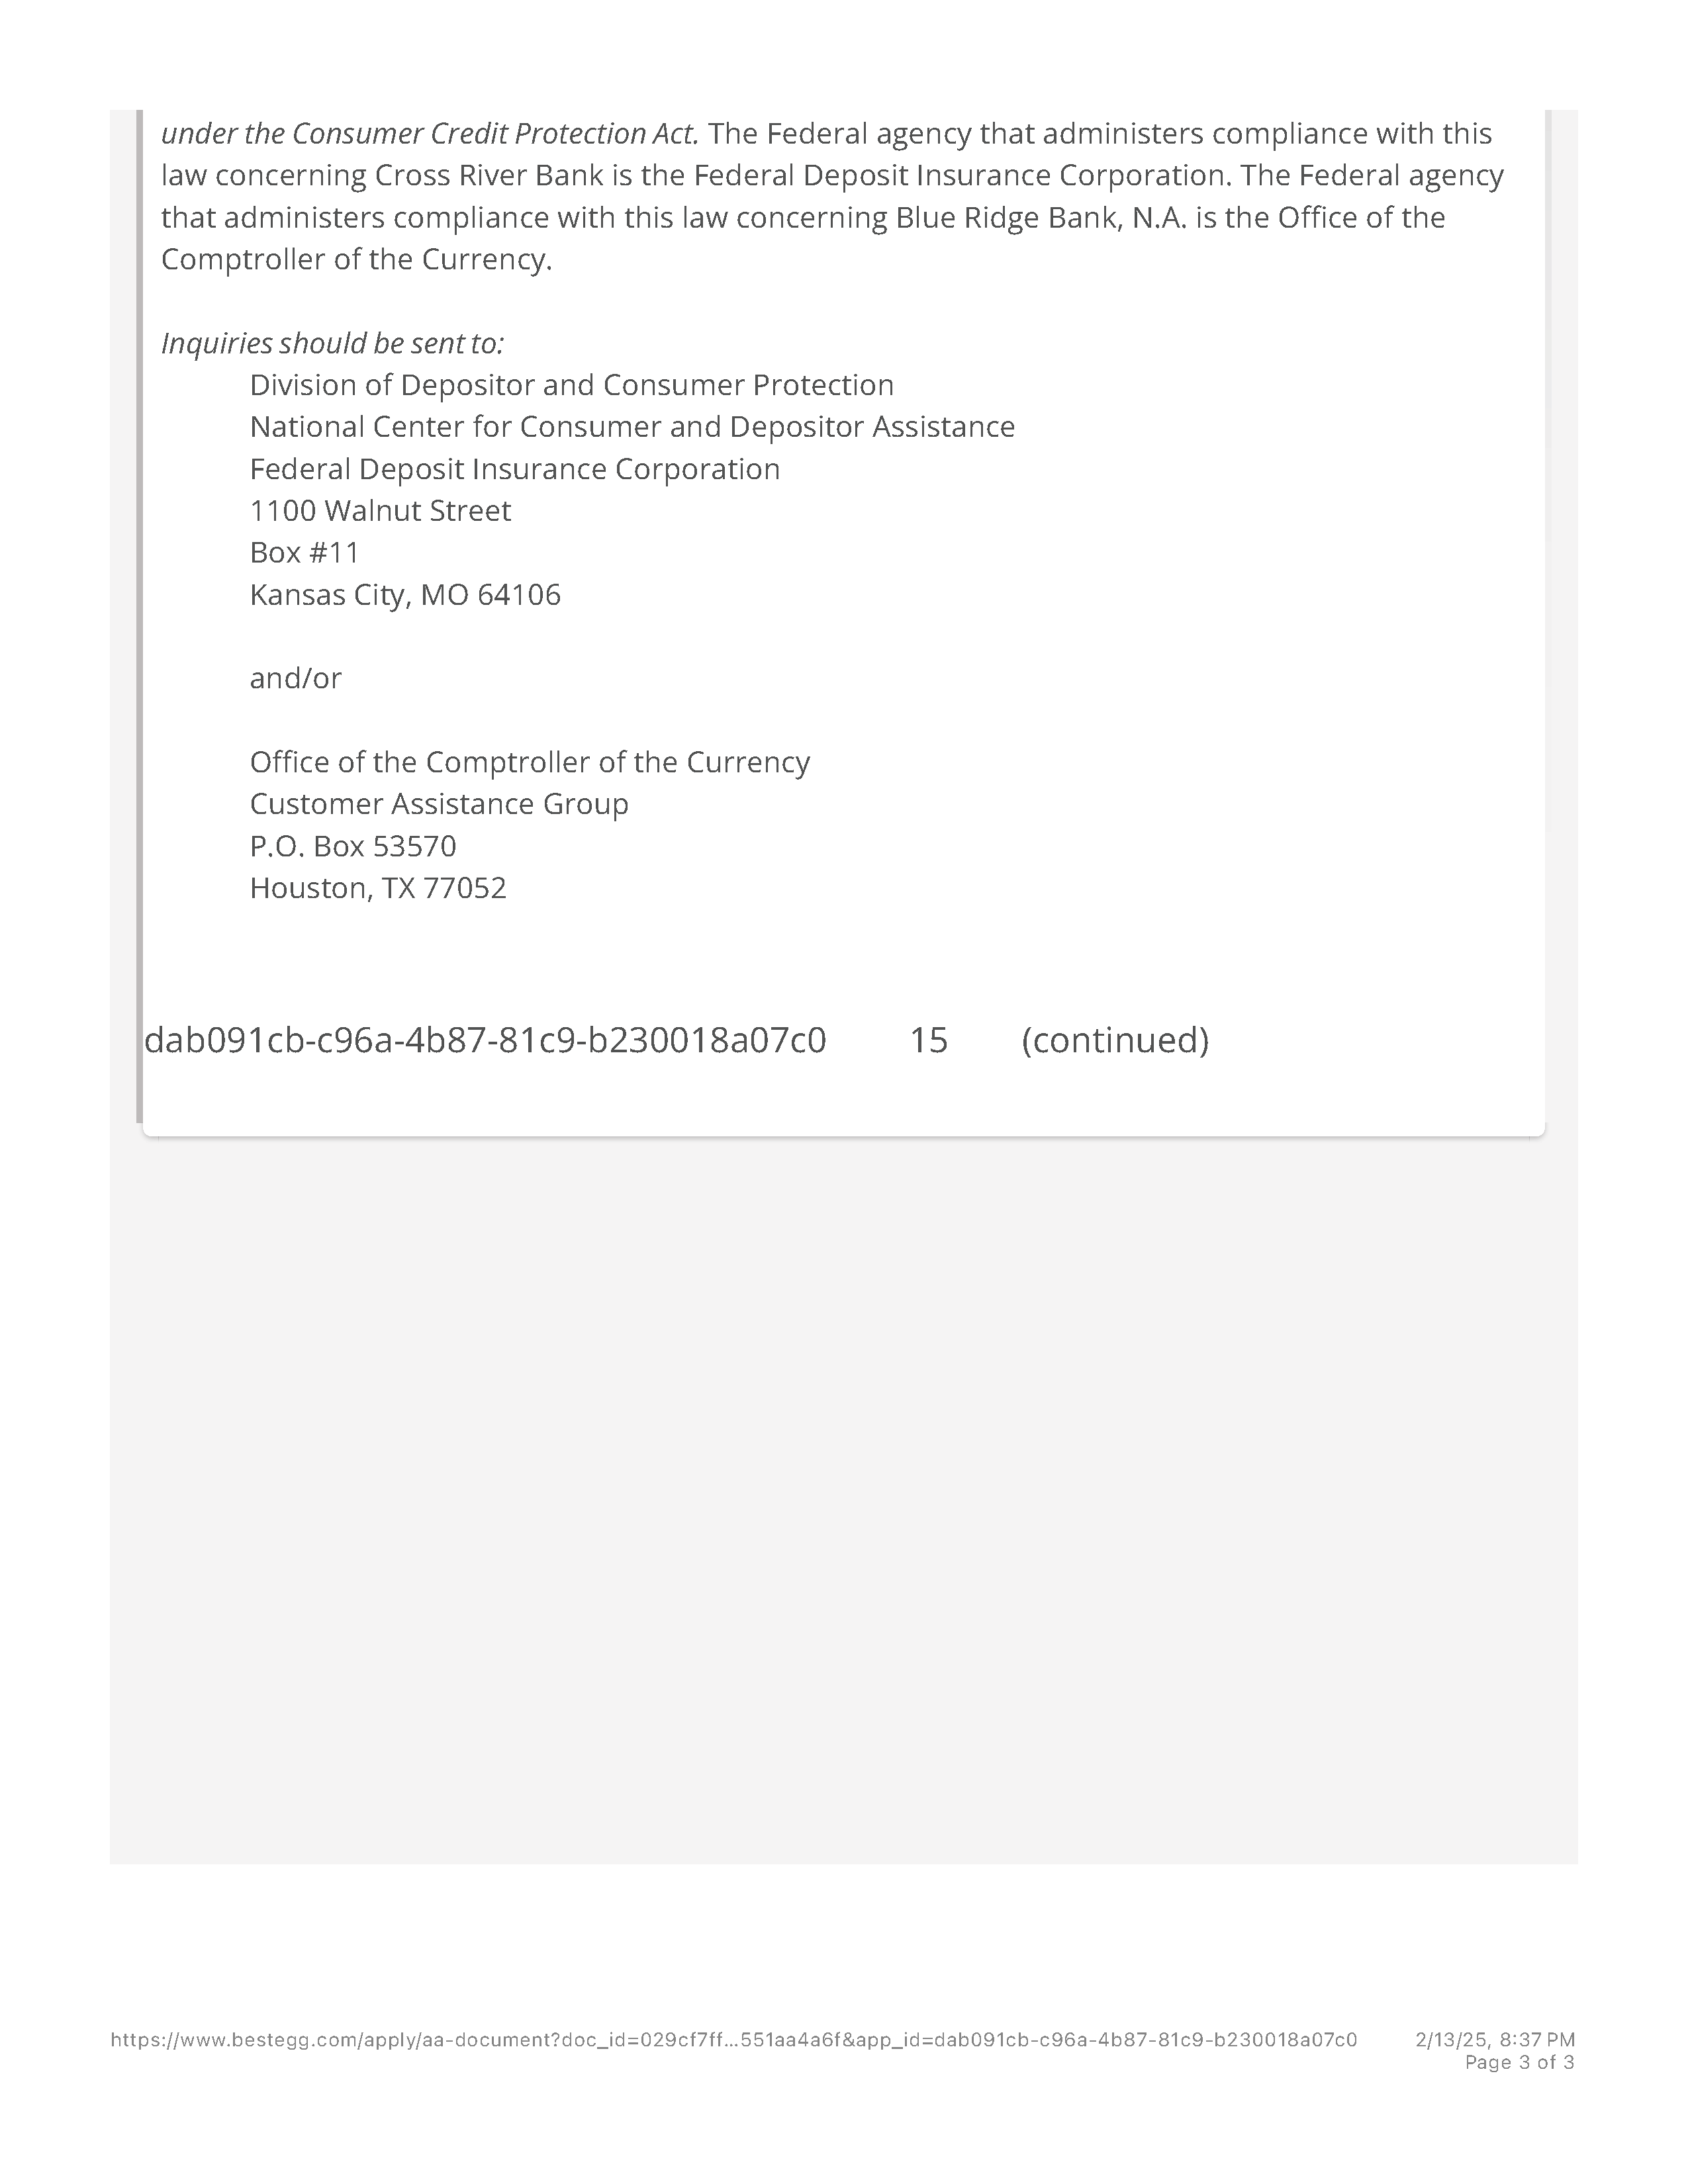 under the Consumer Credit Protection Act. The Federal agency that administers compliance with this
law concerning Cross River Bank is the Federal Deposit Insurance Corporation. The Federal agency
that administers compliance with this law concerning Blue Ridge Bank, N.A. is the Office of the
Comptroller of the Currency.
Inquiries should be sent to:
Division of Depositor and Consumer Protection
National Center for Consumer and Depositor Assistance
Federal Deposit Insurance Corporation
1100 Walnut Street
Box #11
Kansas City, MO 64106
and/or
Office of the Comptroller of the Currency
Customer Assistance Group
P.O. Box 53570
Houston, TX 77052
dab091cb-c96a-4b87-81c9-b230018a07c0 15 (continued)
https://www.bestegg.com/apply/aa-document?doc_id=029cf7ff...551aa4a6f&app_id=dab091cb-c96a-4b87-81c9-b230018a07c0 2/13/25, 8:37 PM
Page 3 of 3